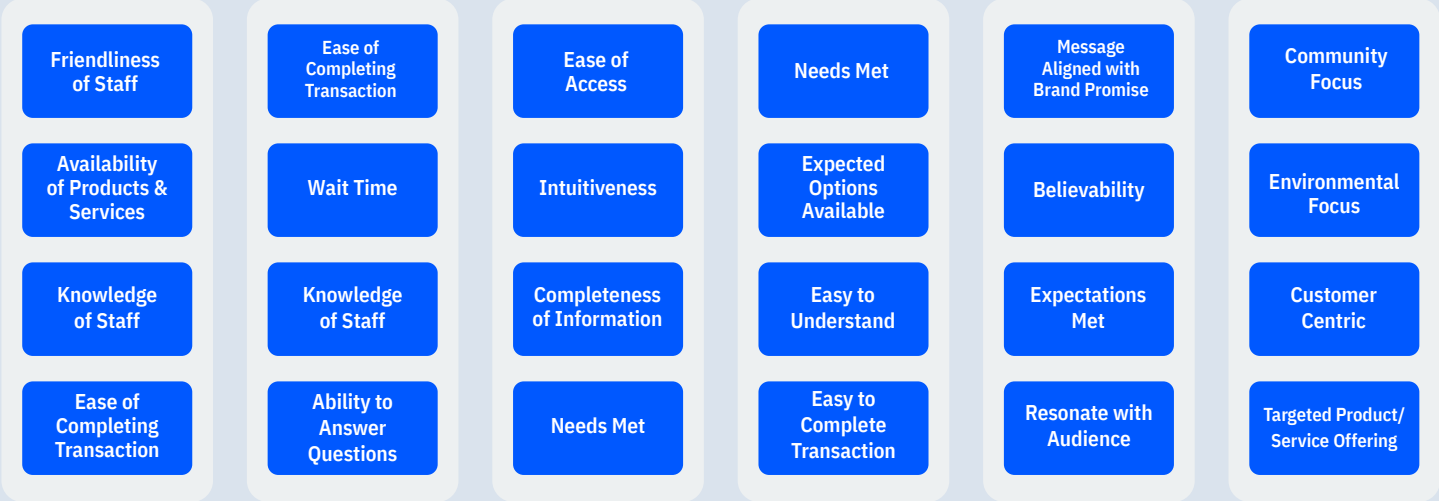 Friendliness
of Staff
Availability
of Products &
Services
Knowledge
of Staff
Ease of
Completing
Transaction
Ease of
Completing
Transaction
Wait Time
Knowledge
of Staff
Ability to
Answer
Questions
Ease of
Access
Intuitiveness
Completeness
of Information
Needs Met
Needs Met
Expected
Options
Available
Easy to
Understand
Easy to
Complete
Transaction
Message
Aligned with
Brand Promise
Believability
Expectations
Met
Resonate with
Audience
Community
Focus
Environmental
Focus
Customer
Centric
Targeted Product/
Service Offering